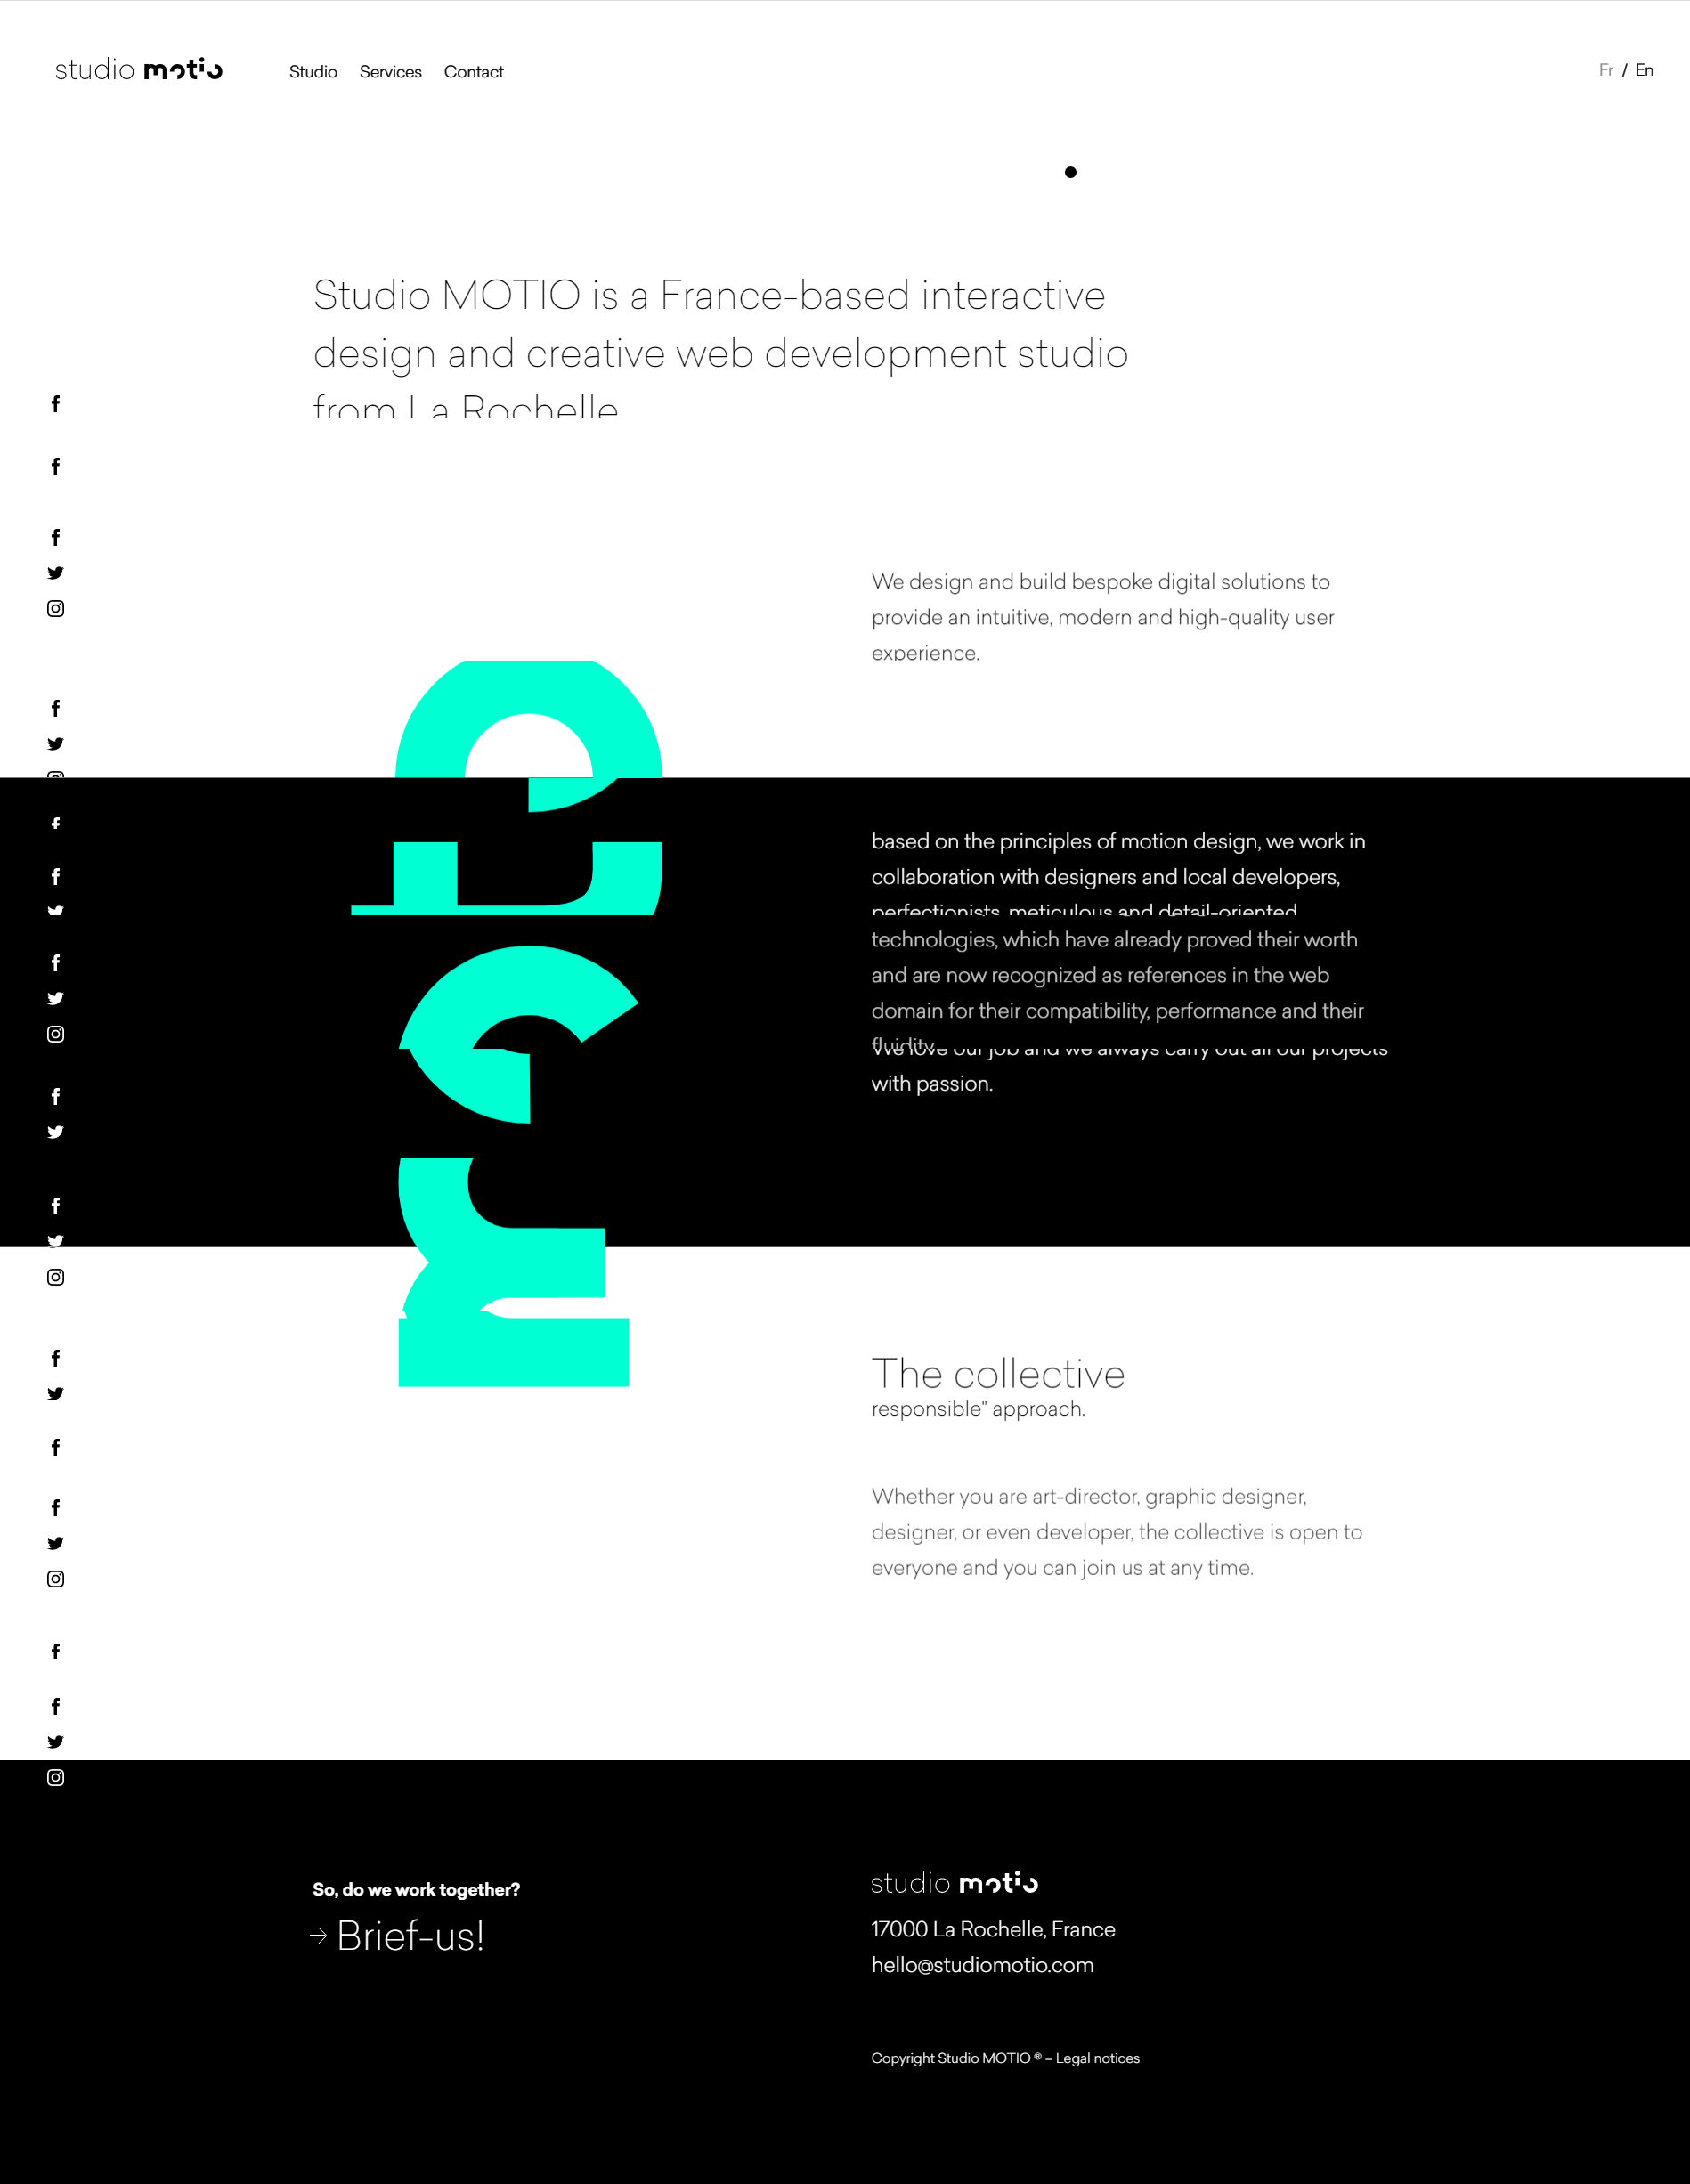 studio motio
Studio Services Contact
Fr / En
Studio MOTIO is a France-based interactive
design and creative web development studio
from La Rochelle
We design and build bespoke digital solutions to
provide an intuitive, modern and high-quality user
experience.
based on the principles of motion design, we work in
collaboration with designers and local developers,
perfectionists, meticulous and detail-oriented
technologies, which have already proved their worth
and are now recognized as references in the web
domain for their compatibility, performance and their
fluidity
We love our job and we always carry out all our projects
with passion.
The collective
responsible" approach.
Whether you are art-director, graphic designer,
designer, or even developer, the collective is open to
everyone and you can join us at any time.
So, do we work together?
→ Brief-us!
studio motio
17000 La Rochelle, France
hello@studiomotio.com
Copyright Studio MOTIO ® – Legal notices